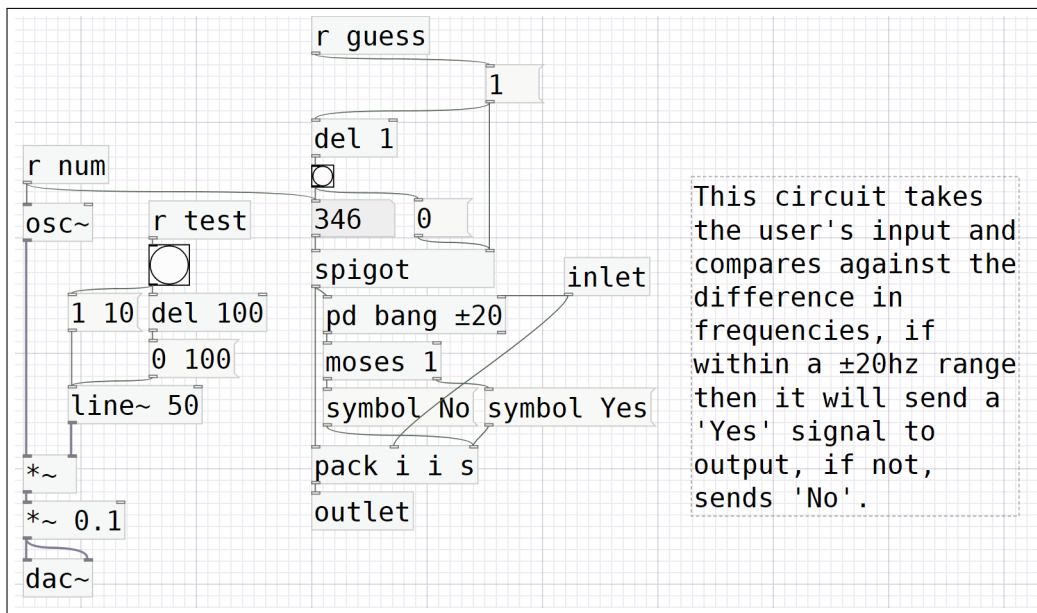 r guess
1
del 1
r num
346
0
osc~
r test
spigot
inlet
1 10
del 100
pd bang ±20
0 100
moses 1
line~ 50
symbol No
symbol Yes
*~
pack i i s
*~ 0.1
outlet
dac~
This circuit takes
the user's input and
compares against the
difference in
frequencies, if
within a ±20hz range
then it will send a
'Yes' signal to
output, if not,
sends 'No'.